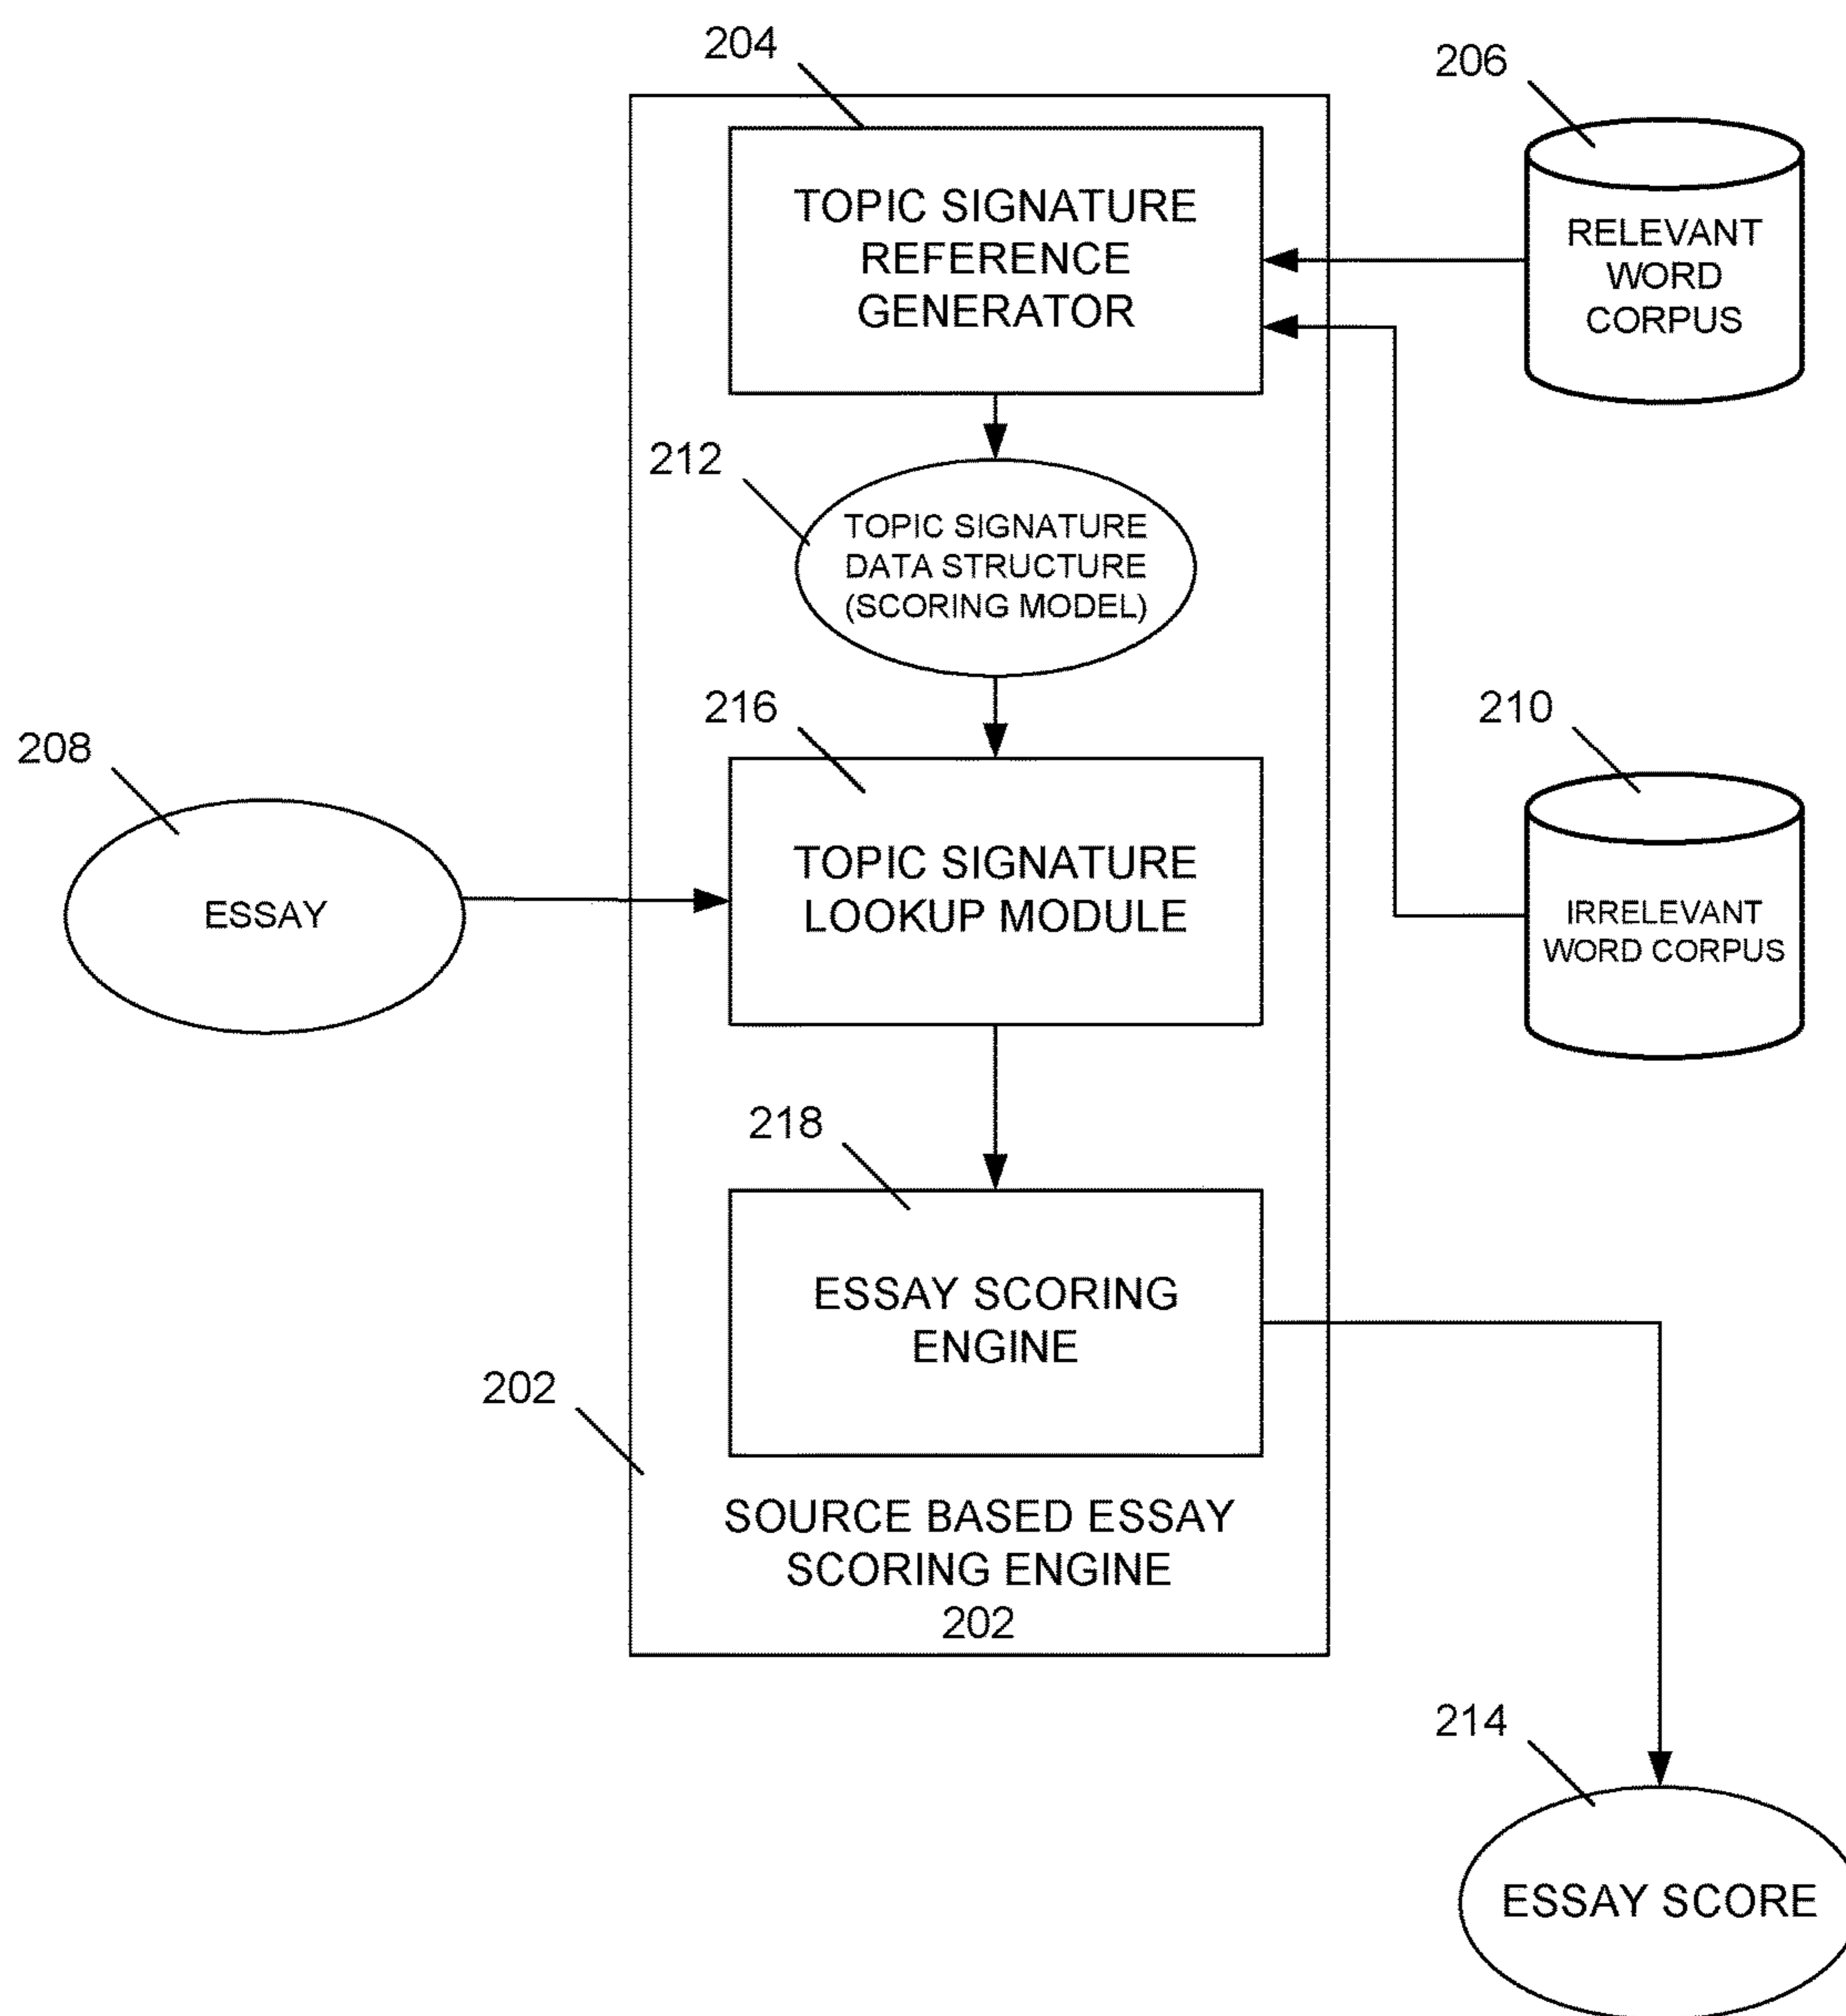 204
206
TOPIC SIGNATURE
REFERENCE
GENERATOR
RELEVANT
WORD
CORPUS
212
TOPIC SIGNATURE
DATA STRUCTURE
(SCORING MODEL)
216
210
208
TOPIC SIGNATURE
LOOKUP MODULE
ESSAY
IRRELEVANT
WORD CORPUS
218
ESSAY SCORING
ENGINE
202
SOURCE BASED ESSAY
SCORING ENGINE
202
214
ESSAY SCORE